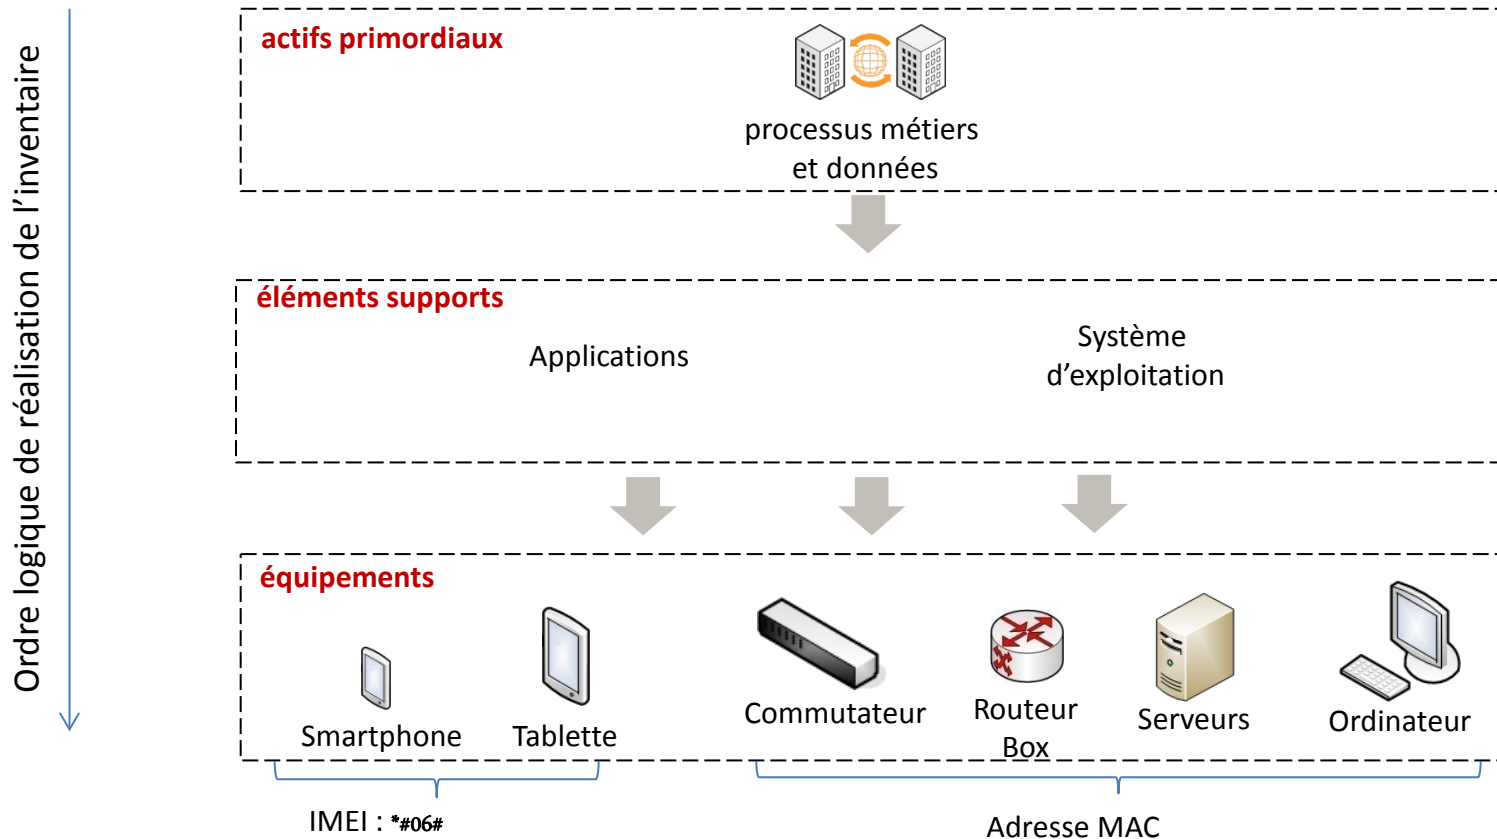 Ordre logique de réalisation de l'inventaire
actifs primordiaux
processus métiers
et données
éléments supports
Applications
Système
d'exploitation
équipements
Smartphone
Tablette
Commutateur
Routeur
Box
Serveurs
Ordinateur
IMEI : *#06#
Adresse MAC